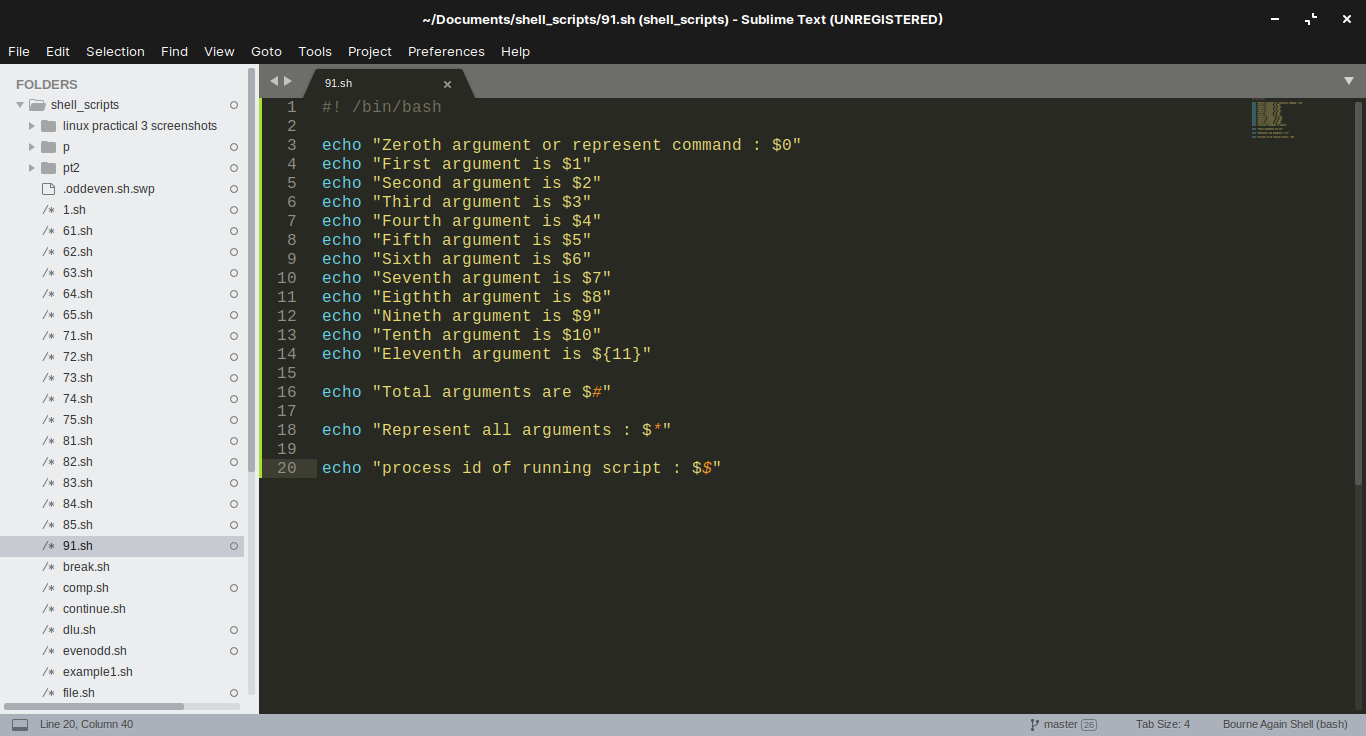 ~/Documents/shell_scripts/91.sh (shell_scripts) - Sublime Text (UNREGISTERED)
File Edit Selection Find View Goto Tools Project Preferences Help
FOLDERS
shell_scripts
linux practical 3 screenshots
p
pt2
.oddeven.sh.swp
/* 1.sh
/* 61.sh
/* 62.sh
/* 63.sh
/* 64.sh
/* 65.sh
/* 71.sh
/* 72.sh
/* 73.sh
/* 74.sh
/* 75.sh
/* 81.sh
/* 82.sh
/* 83.sh
/* 84.sh
/* 85.sh
/* 91.sh
/* break.sh
/* comp.sh
/* continue.sh
/* dlu.sh
/* evenodd.sh
/* example1.sh
/* file.sh
91.sh
1 #! /bin/bash
2
3 echo "Zeroth argument or represent command : $0"
4 echo "First argument is $1"
5 echo "Second argument is $2"
6 echo "Third argument is $3"
7 echo "Fourth argument is $4"
8 echo "Fifth argument is $5"
9 echo "Sixth argument is $6"
10 echo "Seventh argument is $7"
11 echo "Eigthth argument is $8"
12 echo "Nineth argument is $9"
13 echo "Tenth argument is $10"
14 echo "Eleventh argument is ${11}"
15
16 echo "Total arguments are $#"
17
18 echo "Represent all arguments : $*"
19
20 echo "process id of running script : $$"
Line 20, Column 40
master 26
Tab Size: 4
Bourne Again Shell (bash)